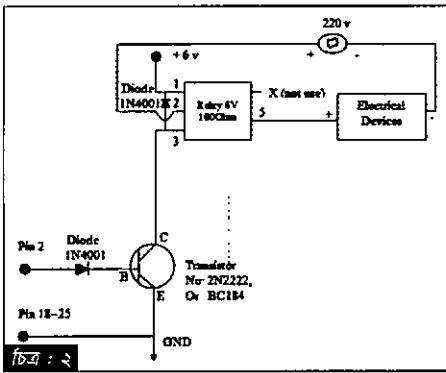 220 v
+ -
+6 v
Diode
1N4001
1
2
3
Relay 6V
100Ohm
X (not use)
5
+
Electrical
Devices
Pin 2
Diode
1N4001
C
B
E
Transistor
No 2N2222,
Or BC184
Pin 18-25
GND
চিত্র : ২